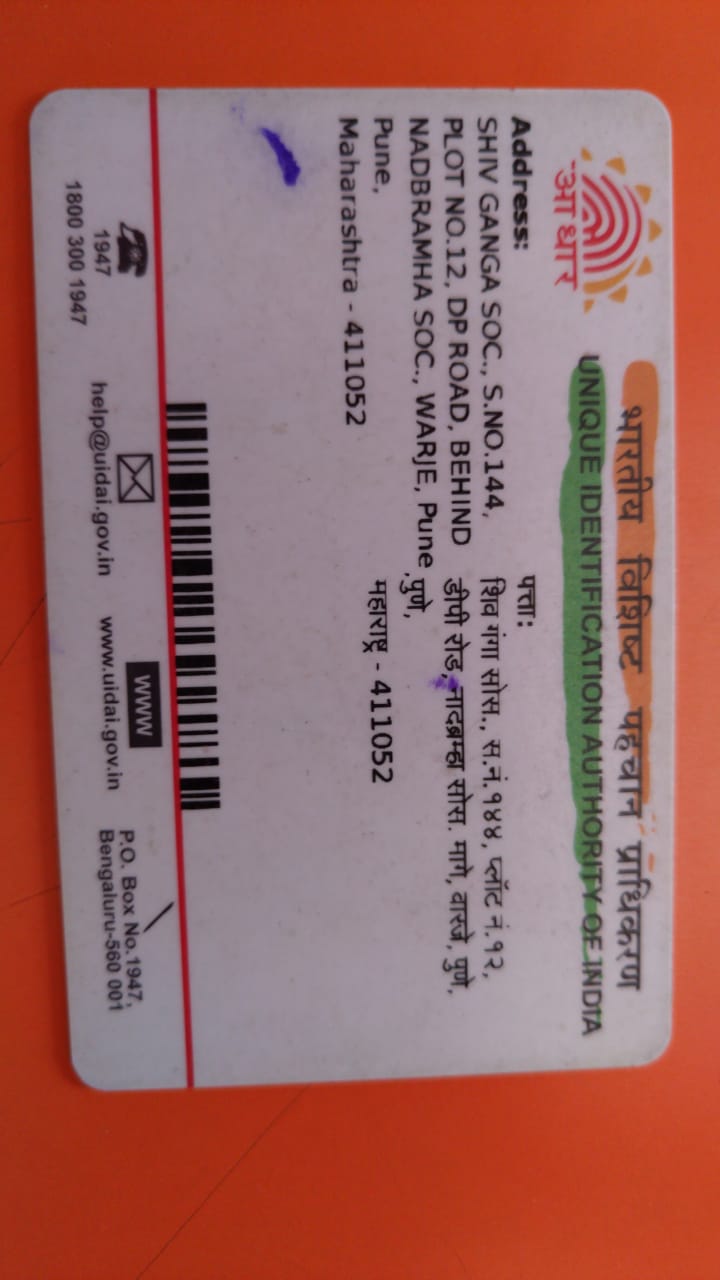 भारतीय विशिष्ट पहचान प्राधिकरण
UNIQUE IDENTIFICATION AUTHORITY OF INDIA
आधार
Address:
SHIV GANGA SOC., S.NO.144,
PLOT NO.12, DP ROAD, BEHIND
NADBRAMHA SOC., WARJE, Pune,
Pune,
Maharashtra - 411052
पत्ता:
शिव गंगा सोस., स.नं.१४४, प्लॉट नं.१२,
डीपी रोड, नादब्रम्हा सोस. मागे, वारजे, पुणे,
पुणे,
महाराष्ट्र - 411052
1947
1800 300 1947
help@uidai.gov.in
WWW
www.uidai.gov.in
P.O. Box No.1947,
Bengaluru-560 001